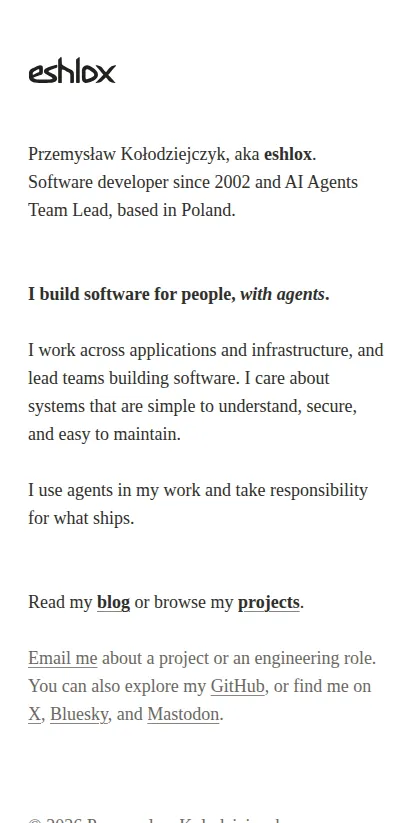 eshlox
Przemysław Kołodziejczyk, aka eshlox.
Software developer since 2002 and AI Agents
Team Lead, based in Poland.
I build software for people, with agents.
I work across applications and infrastructure, and
lead teams building software. I care about
systems that are simple to understand, secure,
and easy to maintain.
I use agents in my work and take responsibility
for what ships.
Read my blog or browse my projects.
Email me about a project or an engineering role.
You can also explore my GitHub, or find me on
X, Bluesky, and Mastodon.